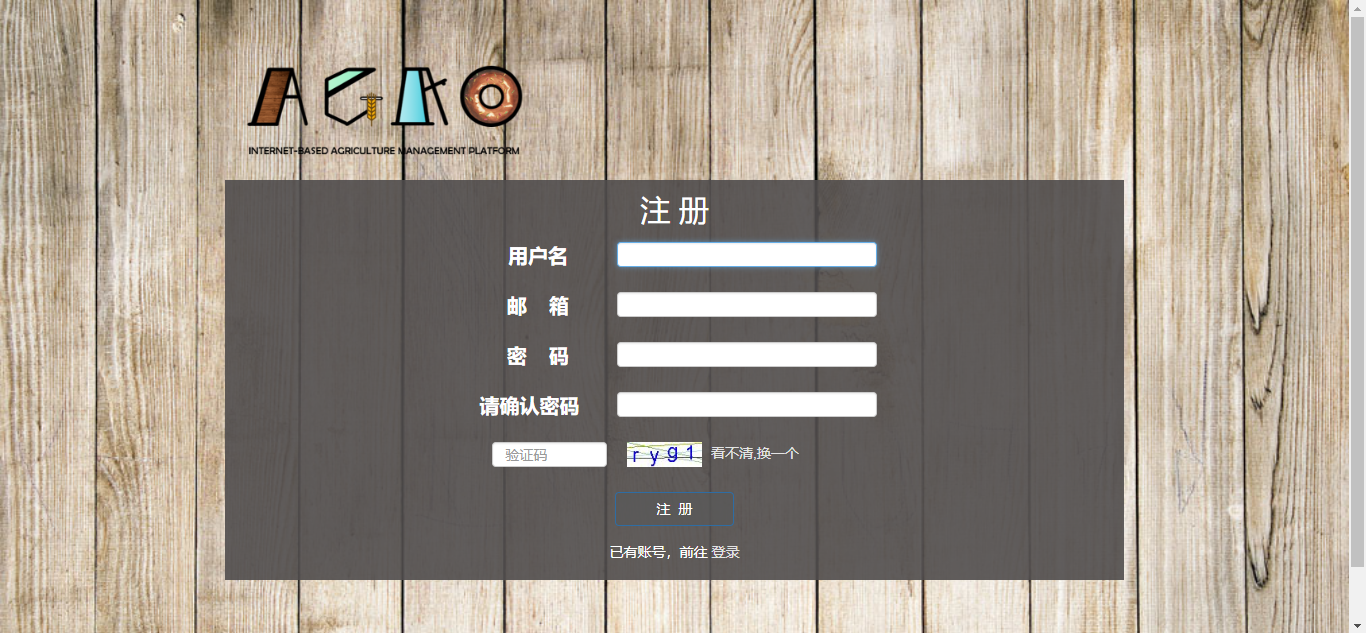 AGRO
INTERNET-BASED AGRICULTURE MANAGEMENT PLATFORM
注 册
用户名
邮 箱
密 码
请确认密码
验证码 ryg1 看不清,换一个
注 册
已有账号，前往 登录